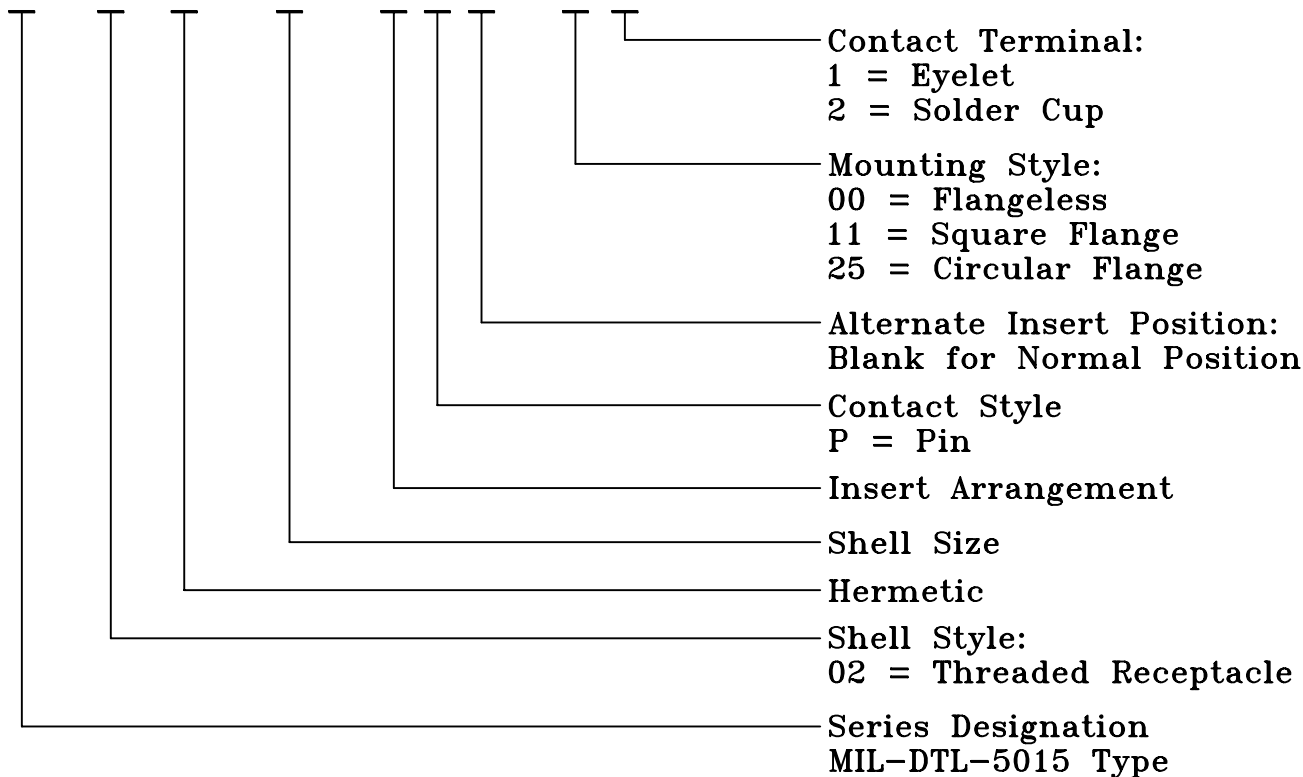 Contact Terminal:
1 = Eyelet
2 = Solder Cup
Mounting Style:
00 = Flangeless
11 = Square Flange
25 = Circular Flange
Alternate Insert Position:
Blank for Normal Position
Contact Style
P = Pin
Insert Arrangement
Shell Size
Hermetic
Shell Style:
02 = Threaded Receptacle
Series Designation
MIL-DTL-5015 Type